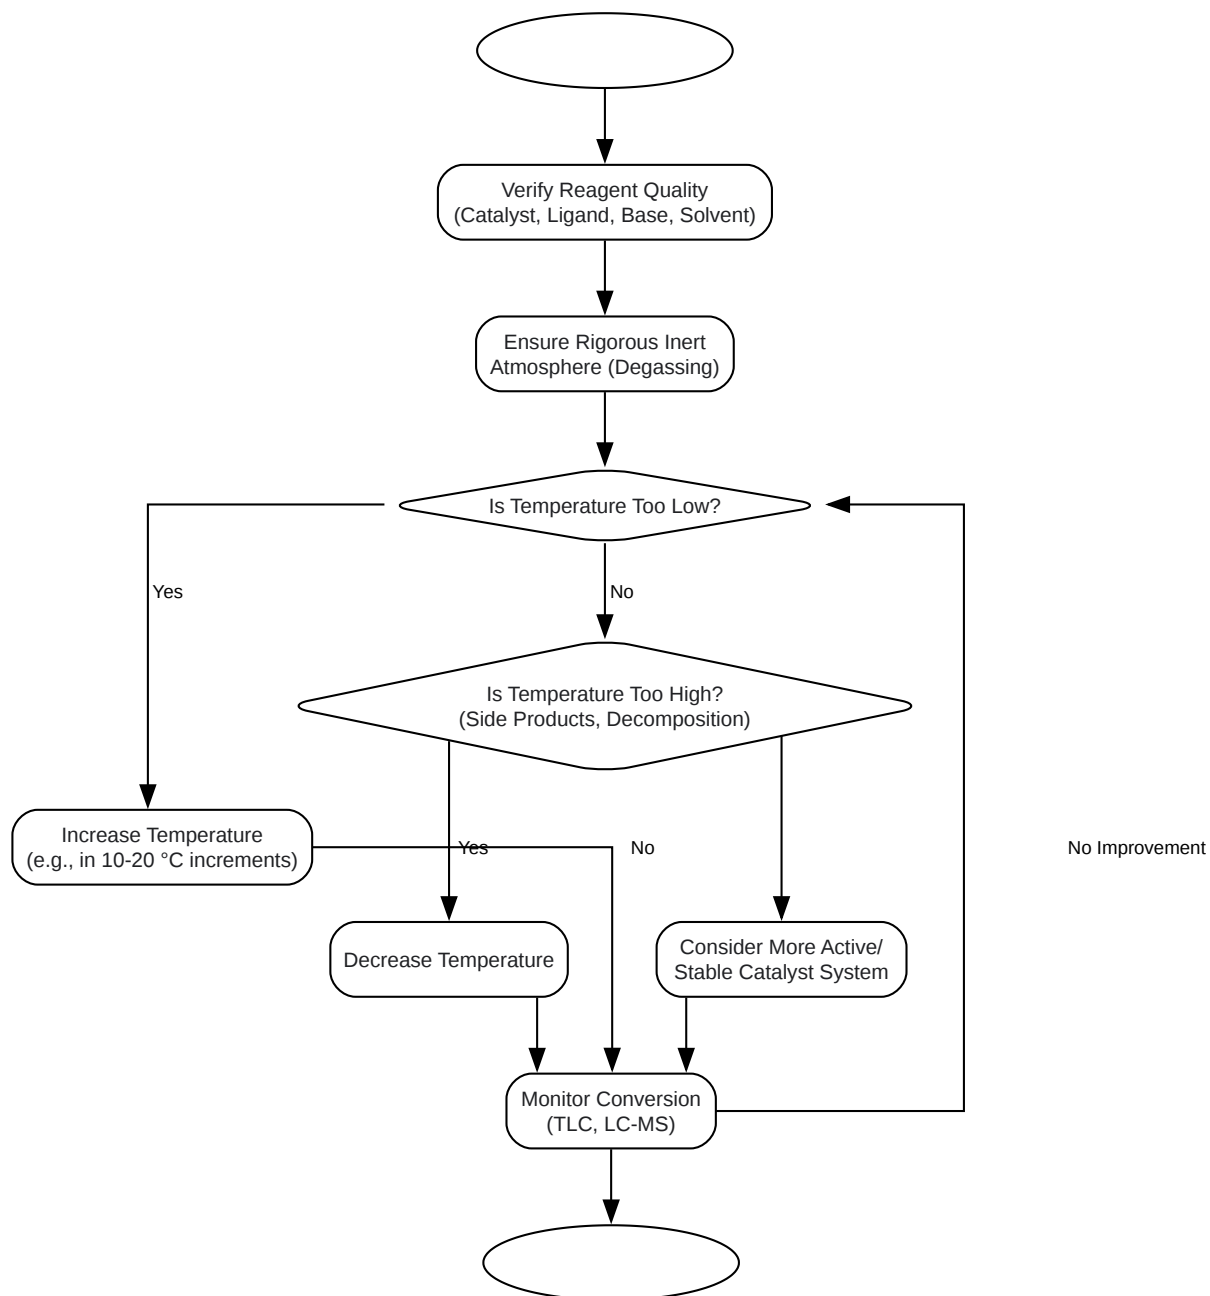 Verify Reagent Quality
(Catalyst, Ligand, Base, Solvent)
Ensure Rigorous Inert
Atmosphere (Degassing)
Is Temperature Too Low?
Yes
No
Is Temperature Too High?
(Side Products, Decomposition)
Increase Temperature
(e.g., in 10-20 °C increments)
Yes
No
No Improvement
Decrease Temperature
Consider More Active/
Stable Catalyst System
Monitor Conversion
(TLC, LC-MS)